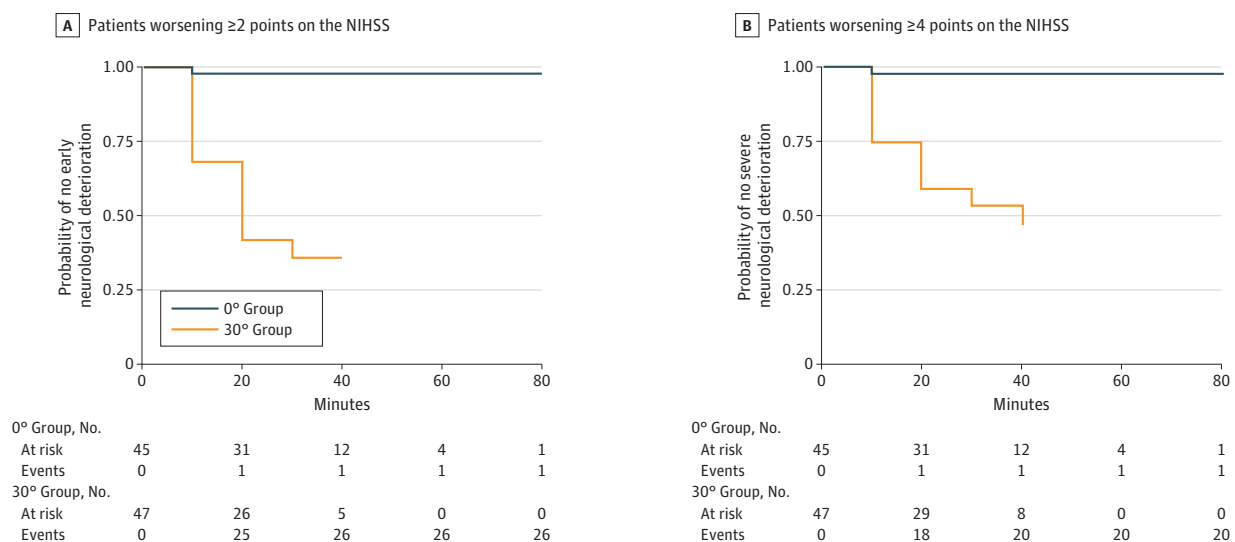 A Patients worsening ≥2 points on the NIHSS
1.00
0.75
0.50
0.25
0
Probability of no early
neurological deterioration
0° Group
30° Group
0 20 40 60 80
Minutes
0° Group, No.
At risk 45 31 12 4 1
Events 0 1 1 1 1
30° Group, No.
At risk 47 26 5 0 0
Events 0 25 26 26 26
B Patients worsening ≥4 points on the NIHSS
1.00
0.75
0.50
0.25
0
Probability of no severe
neurological deterioration
0 20 40 60 80
Minutes
0° Group, No.
At risk 45 31 12 4 1
Events 0 1 1 1 1
30° Group, No.
At risk 47 29 8 0 0
Events 0 18 20 20 20